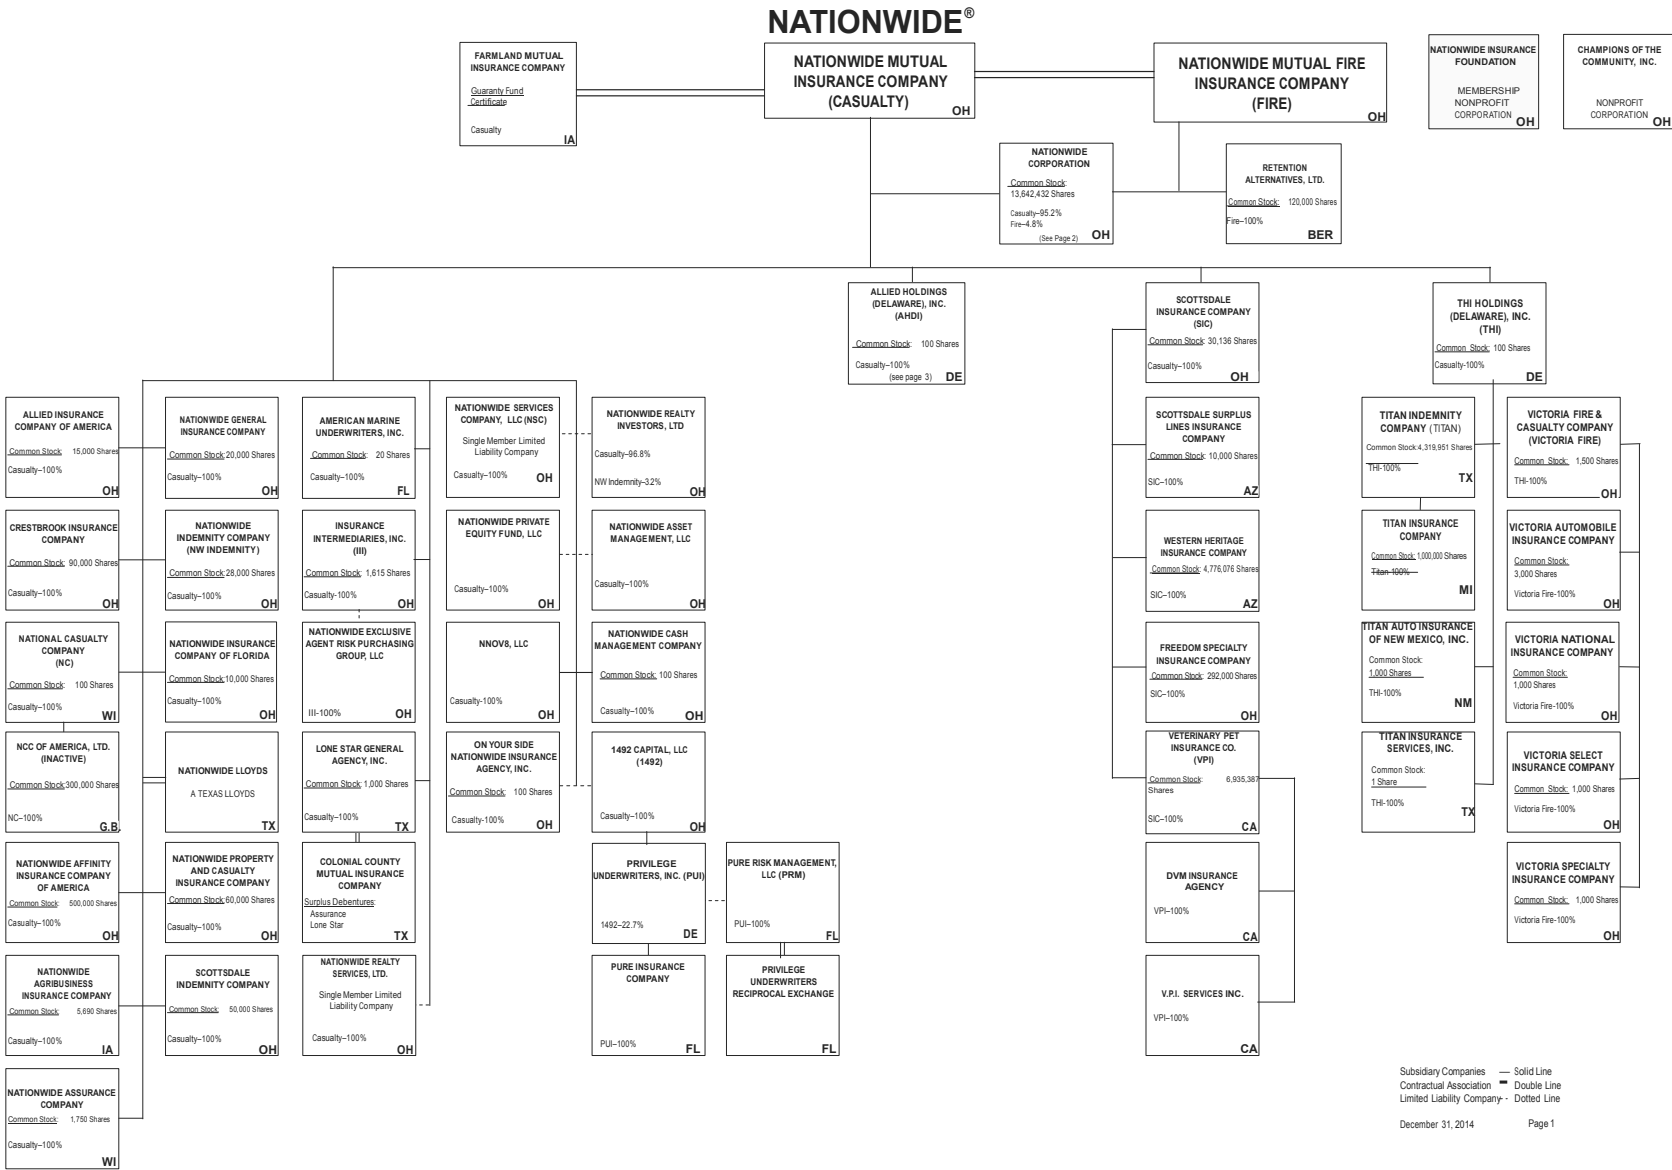 NATIONWIDE®
FARMLAND MUTUAL
INSURANCE COMPANY
Guaranty Fund
Certificate
Casualty
IA
NATIONWIDE MUTUAL
INSURANCE COMPANY
(CASUALTY)
OH
NATIONWIDE MUTUAL FIRE
INSURANCE COMPANY
(FIRE)
OH
NATIONWIDE INSURANCE
FOUNDATION
MEMBERSHIP
NONPROFIT
CORPORATION
OH
CHAMPIONS OF THE
COMMUNITY, INC.
NONPROFIT
CORPORATION
OH
NATIONWIDE
CORPORATION
Common Stock:
13,642,432 Shares
Casualty–95.2%
Fire–4.8%
(See Page 2)
OH
RETENTION
ALTERNATIVES, LTD.
Common Stock: 120,000 Shares
Fire–100%
BER
ALLIED HOLDINGS
(DELAWARE), INC.
(AHDI)
Common Stock: 100 Shares
Casualty–100%
(see page 3)
DE
SCOTTSDALE
INSURANCE COMPANY
(SIC)
Common Stock: 30,136 Shares
Casualty–100%
OH
THI HOLDINGS
(DELAWARE), INC.
(THI)
Common Stock: 100 Shares
Casualty-100%
DE
ALLIED INSURANCE
COMPANY OF AMERICA
Common Stock: 15,000 Shares
Casualty–100%
OH
NATIONWIDE GENERAL
INSURANCE COMPANY
Common Stock:20,000 Shares
Casualty–100%
OH
AMERICAN MARINE
UNDERWRITERS, INC.
Common Stock: 20 Shares
Casualty–100%
FL
NATIONWIDE SERVICES
COMPANY, LLC (NSC)
Single Member Limited
Liability Company
Casualty–100%
OH
NATIONWIDE REALTY
INVESTORS, LTD
Casualty–96.8%
NW Indemnity–3.2%
OH
SCOTTSDALE SURPLUS
LINES INSURANCE
COMPANY
Common Stock: 10,000 Shares
SIC–100%
AZ
TITAN INDEMNITY
COMPANY (TITAN)
Common Stock:4,319,951 Shares
THI-100%
TX
VICTORIA FIRE &
CASUALTY COMPANY
(VICTORIA FIRE)
Common Stock: 1,500 Shares
THI-100%
OH
CRESTBROOK INSURANCE
COMPANY
Common Stock: 90,000 Shares
Casualty–100%
OH
NATIONWIDE
INDEMNITY COMPANY
(NW INDEMNITY)
Common Stock:28,000 Shares
Casualty–100%
OH
INSURANCE
INTERMEDIARIES, INC.
(III)
Common Stock: 1,615 Shares
Casualty-100%
OH
NATIONWIDE PRIVATE
EQUITY FUND, LLC
Casualty–100%
OH
NATIONWIDE ASSET
MANAGEMENT, LLC
Casualty–100%
OH
WESTERN HERITAGE
INSURANCE COMPANY
Common Stock: 4,776,076 Shares
SIC–100%
AZ
TITAN INSURANCE
COMPANY
Common Stock: 1,000,000 Shares
Titan-100%
MI
VICTORIA AUTOMOBILE
INSURANCE COMPANY
Common Stock:
3,000 Shares
Victoria Fire-100%
OH
NATIONAL CASUALTY
COMPANY
(NC)
Common Stock: 100 Shares
Casualty–100%
WI
NATIONWIDE INSURANCE
COMPANY OF FLORIDA
Common Stock:10,000 Shares
Casualty–100%
OH
NATIONWIDE EXCLUSIVE
AGENT RISK PURCHASING
GROUP, LLC
III-100%
OH
NNOV8, LLC
Casualty-100%
OH
NATIONWIDE CASH
MANAGEMENT COMPANY
Common Stock: 100 Shares
Casualty–100%
OH
FREEDOM SPECIALTY
INSURANCE COMPANY
Common Stock: 292,000 Shares
SIC–100%
OH
TITAN AUTO INSURANCE
OF NEW MEXICO, INC.
Common Stock:
1,000 Shares
THI-100%
NM
VICTORIA NATIONAL
INSURANCE COMPANY
Common Stock:
1,000 Shares
Victoria Fire-100%
OH
NCC OF AMERICA, LTD.
(INACTIVE)
Common Stock:300,000 Shares
NC–100%
G.B.
NATIONWIDE LLOYDS
A TEXAS LLOYDS
TX
LONE STAR GENERAL
AGENCY, INC.
Common Stock: 1,000 Shares
Casualty–100%
TX
ON YOUR SIDE
NATIONWIDE INSURANCE
AGENCY, INC.
Common Stock: 100 Shares
Casualty-100%
OH
1492 CAPITAL, LLC
(1492)
Casualty–100%
OH
VETERINARY PET
INSURANCE CO.
(VPI)
Common Stock: 6,935,387
Shares
SIC–100%
CA
TITAN INSURANCE
SERVICES, INC.
Common Stock:
1 Share
THI-100%
TX
VICTORIA SELECT
INSURANCE COMPANY
Common Stock: 1,000 Shares
Victoria Fire-100%
OH
NATIONWIDE AFFINITY
INSURANCE COMPANY
OF AMERICA
Common Stock: 500,000 Shares
Casualty–100%
OH
NATIONWIDE PROPERTY
AND CASUALTY
INSURANCE COMPANY
Common Stock:60,000 Shares
Casualty–100%
OH
COLONIAL COUNTY
MUTUAL INSURANCE
COMPANY
Surplus Debentures:
Assurance
Lone Star
TX
PRIVILEGE
UNDERWRITERS, INC. (PUI)
1492–22.7%
DE
PURE RISK MANAGEMENT,
LLC (PRM)
PUI–100%
FL
DVM INSURANCE
AGENCY
VPI–100%
CA
VICTORIA SPECIALTY
INSURANCE COMPANY
Common Stock: 1,000 Shares
Victoria Fire-100%
OH
NATIONWIDE
AGRIBUSINESS
INSURANCE COMPANY
Common Stock: 5,690 Shares
Casualty–100%
IA
SCOTTSDALE
INDEMNITY COMPANY
Common Stock: 50,000 Shares
Casualty–100%
OH
NATIONWIDE REALTY
SERVICES, LTD.
Single Member Limited
Liability Company
Casualty–100%
OH
PURE INSURANCE
COMPANY
PUI–100%
FL
PRIVILEGE
UNDERWRITERS
RECIPROCAL EXCHANGE
FL
V.P.I. SERVICES INC.
VPI–100%
CA
NATIONWIDE ASSURANCE
COMPANY
Common Stock: 1,750 Shares
Casualty–100%
WI
Subsidiary Companies — Solid Line
Contractual Association Double Line
Limited Liability Company - - Dotted Line
December 31, 2014 Page 1